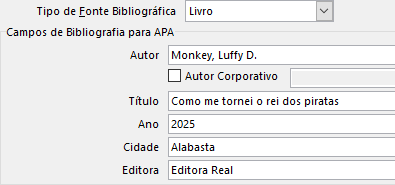 Tipo de Fonte Bibliográfica Livro
Campos de Bibliografia para APA
Autor Monkey, Luffy D.
Autor Corporativo
Título Como me tornei o rei dos piratas
Ano 2025
Cidade Alabasta
Editora Editora Real